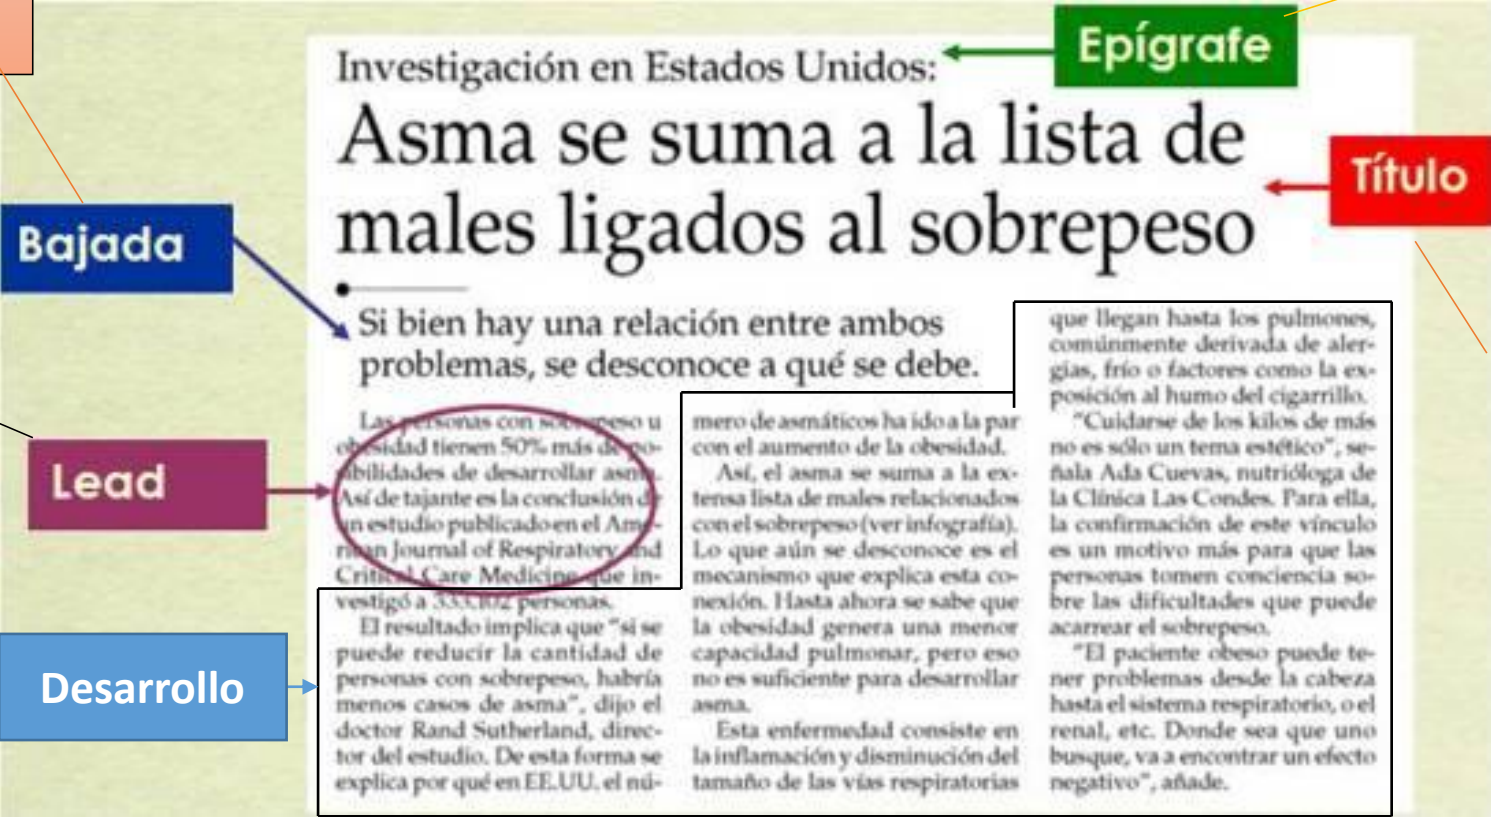 Epígrafe
Investigación en Estados Unidos:
Asma se suma a la lista de
males ligados al sobrepeso
Título
Bajada
Si bien hay una relación entre ambos
problemas, se desconoce a qué se debe.
Lead
Las personas con sobrepeso u
obesidad tienen 50% más de po-
sibilidades de desarrollar asma.
Así de tajante es la conclusión de
un estudio publicado en el Ame-
rican Journal of Respiratory and
Critical Care Medicine que in-
vestigó a 333.102 personas.
Desarrollo
El resultado implica que “si se
puede reducir la cantidad de
personas con sobrepeso, habría
menos casos de asma”, dijo el
doctor Rand Sutherland, direc-
tor del estudio. De esta forma se
explica por qué en EE.UU. el nú-
mero de asmáticos ha ido a la par
con el aumento de la obesidad.
Así, el asma se suma a la ex-
tensa lista de males relacionados
con el sobrepeso (ver infografía).
Lo que aún se desconoce es el
mecanismo que explica esta co-
nexión. Hasta ahora se sabe que
la obesidad genera una menor
capacidad pulmonar, pero eso
no es suficiente para desarrollar
asma.
Esta enfermedad consiste en
la inflamación y disminución del
tamaño de las vías respiratorias
que llegan hasta los pulmones,
comúnmente derivada de aler-
gias, frío o factores como la ex-
posición al humo del cigarrillo.
“Cuidarse de los kilos de más
no es sólo un tema estético”, se-
ñala Ada Cuevas, nutrióloga de
la Clínica Las Condes. Para ella,
la confirmación de este vínculo
es un motivo más para que las
personas tomen conciencia so-
bre las dificultades que puede
acarrear el sobrepeso.
“El paciente obeso puede te-
ner problemas desde la cabeza
hasta el sistema respiratorio, o el
renal, etc. Donde sea que uno
busque, va a encontrar un efecto
negativo”, añade.